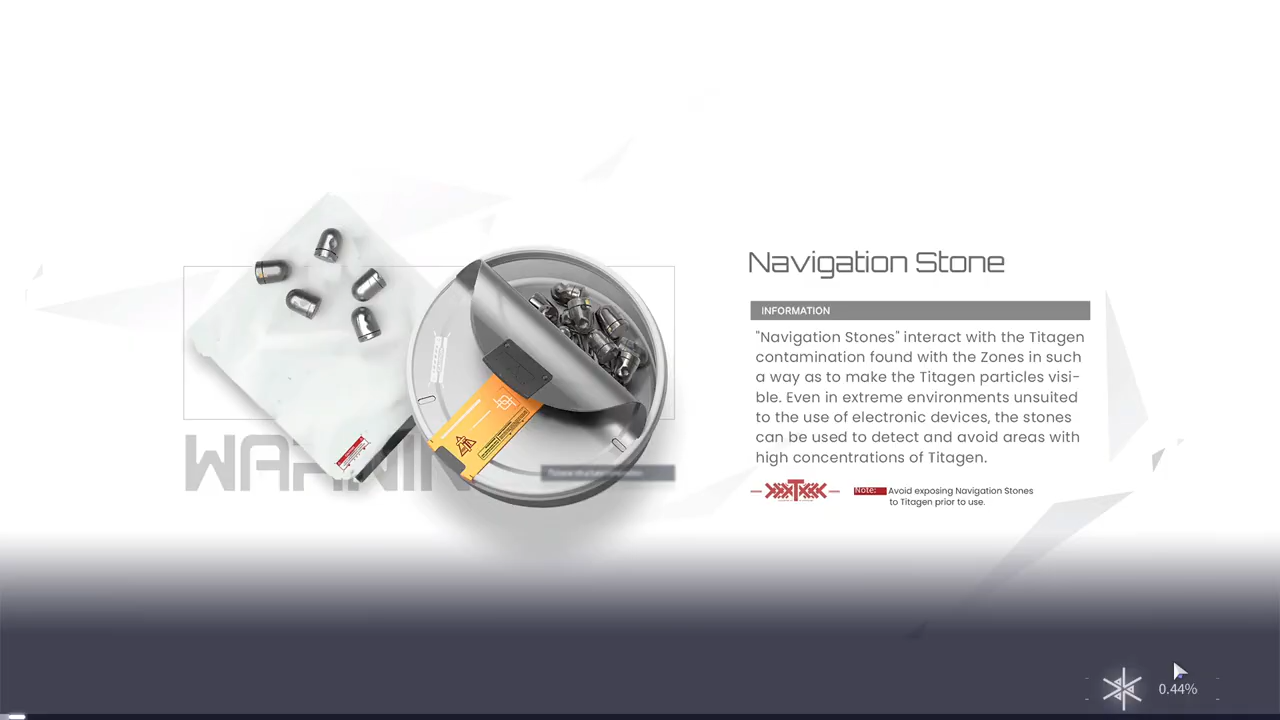 Navigation Stone
INFORMATION
"Navigation Stones" interact with the Titagen
contamination found with the Zones in such
a way as to make the Titagen particles visi-
ble. Even in extreme environments unsuited
to the use of electronic devices, the stones
can be used to detect and avoid areas with
high concentrations of Titagen.
Note: Avoid exposing Navigation Stones
to Titagen prior to use.
0.44%